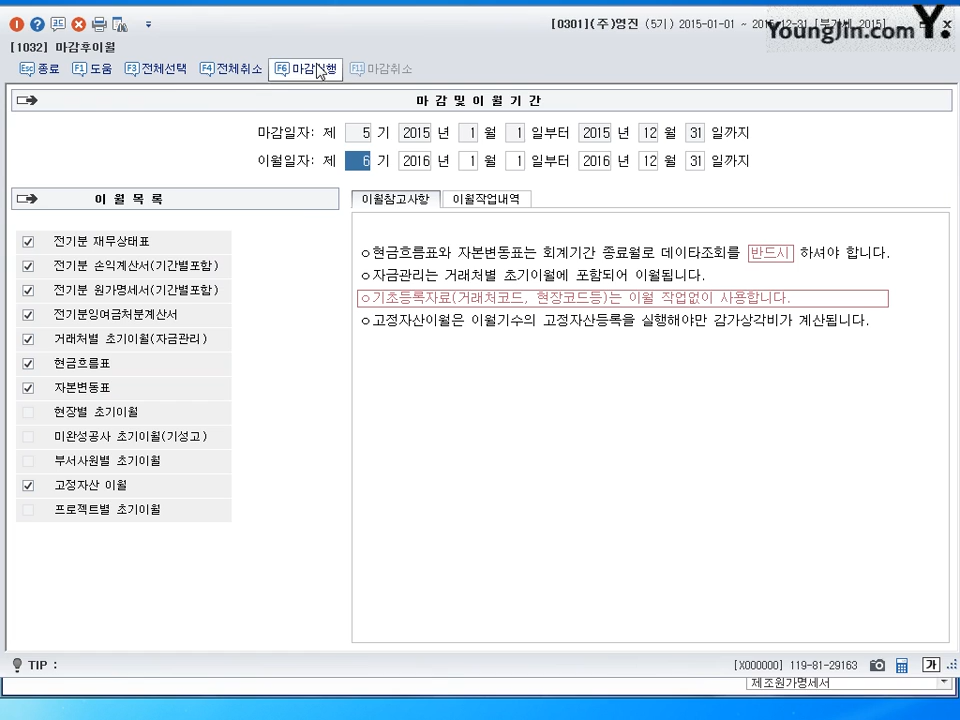 [0301](주)영진 (5기) 2015-01-01 ~ 2015-12-31 [부가세 2015]
YoungJin.com Y.
[1032] 마감후이월
Esc 종료 F1 도움 F3 전체선택 F4 전체취소 F6 마감실행 F11 마감취소
마 감 및 이 월 기 간
마감일자: 제 5 기 2015 년 1 월 1 일부터 2015 년 12 월 31 일까지
이월일자: 제 6 기 2016 년 1 월 1 일부터 2016 년 12 월 31 일까지
이 월 목 록
이월참고사항 이월작업내역
전기분 재무상태표
전기분 손익계산서(기간별포함)
전기분 원가명세서(기간별포함)
전기분잉여금처분계산서
거래처별 초기이월(자금관리)
현금흐름표
자본변동표
현장별 초기이월
미완성공사 초기이월(기성고)
부서사원별 초기이월
고정자산 이월
프로젝트별 초기이월
○현금흐름표와 자본변동표는 회계기간 종료월로 데이타조회를 반드시 하셔야 합니다.
○자금관리는 거래처별 초기이월에 포함되어 이월됩니다.
○기초등록자료(거래처코드, 현장코드등)는 이월 작업없이 사용합니다.
○고정자산이월은 이월기수의 고정자산등록을 실행해야만 감가상각비가 계산됩니다.
TIP :
[X000000] 119-81-29163 가
제조원가명세서